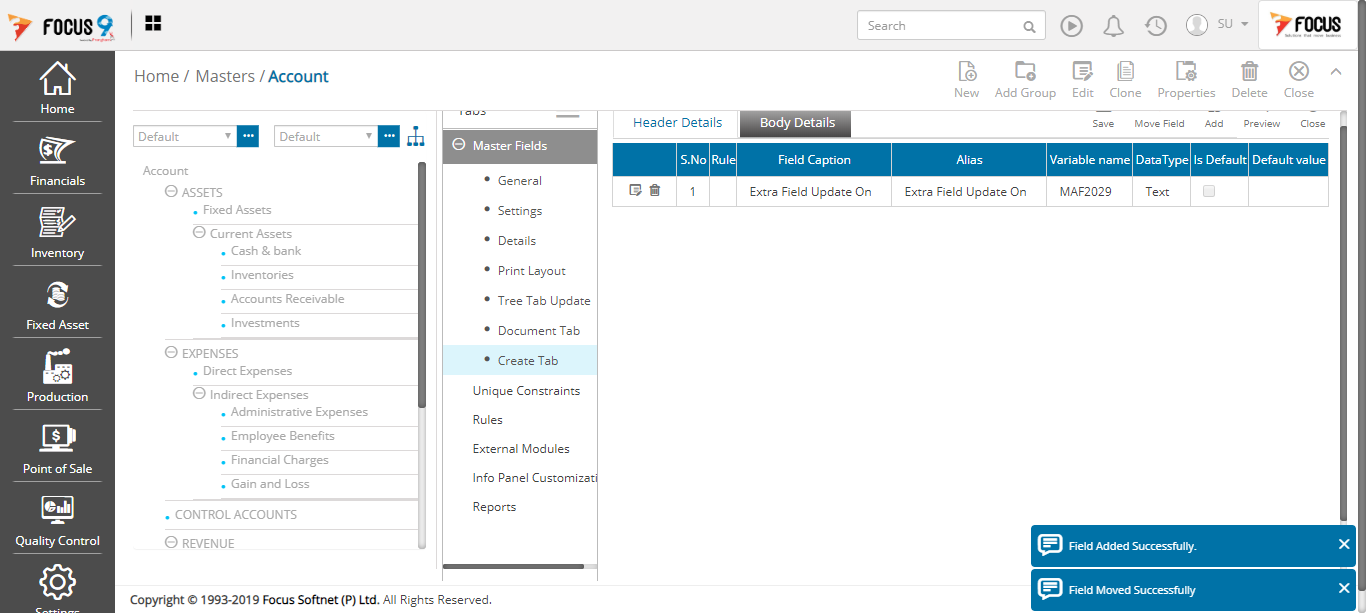 FOCUS 9
Search
SU
FOCUS
Home
Financials
Inventory
Fixed Asset
Production
Point of Sale
Quality Control
Settings
Home / Masters / Account
New
Add Group
Edit
Clone
Properties
Delete
Close
Default
...
Default
...
Account
ASSETS
Fixed Assets
Current Assets
Cash & bank
Inventories
Accounts Receivable
Investments
EXPENSES
Direct Expenses
Indirect Expenses
Administrative Expenses
Employee Benefits
Financial Charges
Gain and Loss
CONTROL ACCOUNTS
REVENUE
Tabs
Master Fields
General
Settings
Details
Print Layout
Tree Tab Update
Document Tab
Create Tab
Unique Constraints
Rules
External Modules
Info Panel Customizati
Reports
Header Details
Body Details
Save
Move Field
Add
Preview
Close
S.No Rule Field Caption Alias Variable name DataType Is Default Default value
1 Extra Field Update On Extra Field Update On MAF2029 Text
Field Added Successfully.
Field Moved Successfully
Copyright © 1993-2019 Focus Softnet (P) Ltd. All Rights Reserved.